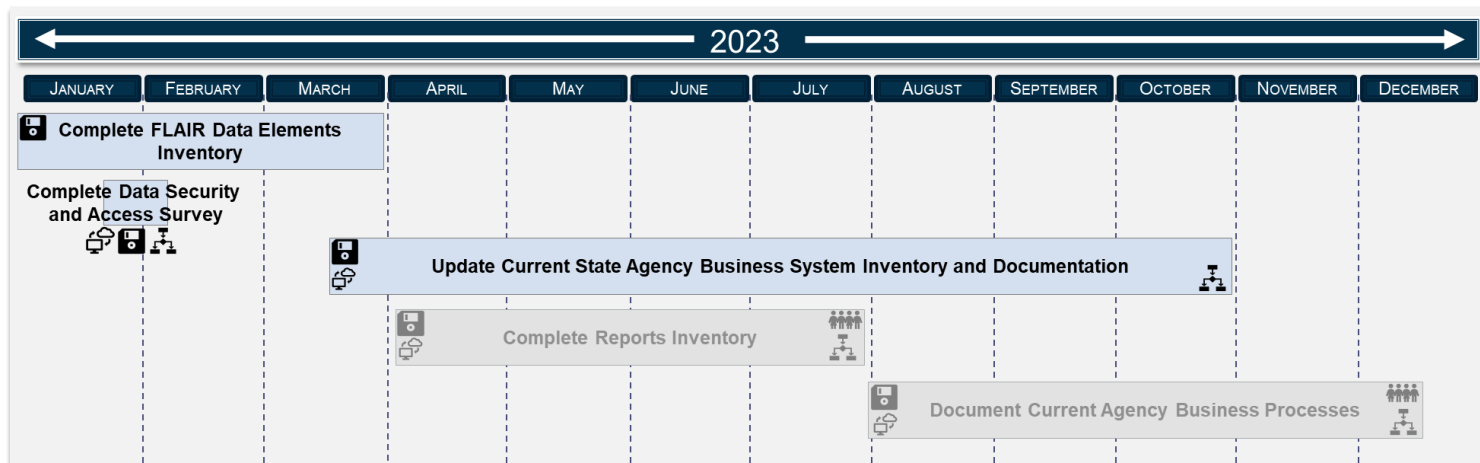 2023
JANUARY FEBRUARY MARCH APRIL MAY JUNE JULY AUGUST SEPTEMBER OCTOBER NOVEMBER DECEMBER
Complete FLAIR Data Elements
Inventory
Complete Data Security
and Access Survey
Update Current State Agency Business System Inventory and Documentation
Complete Reports Inventory
Document Current Agency Business Processes